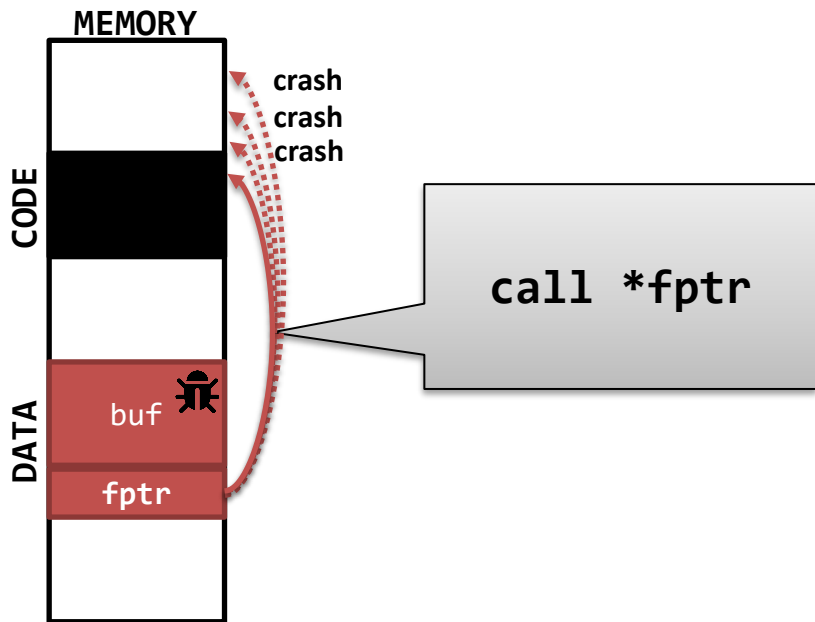 MEMORY
crash
crash
crash
CODE
call *fptr
DATA
buf
fptr